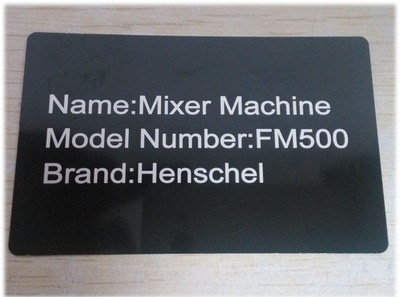 Name:Mixer Machine
Model Number:FM500
Brand:Henschel